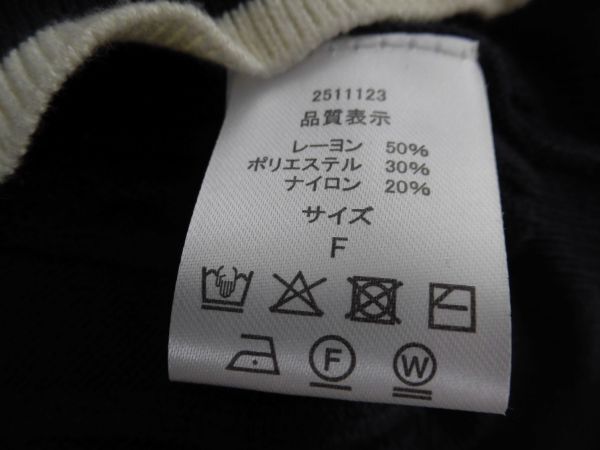 2511123
品質表示
レーヨン 50%
ポリエステル 30%
ナイロン 20%
サイズ
F
F W